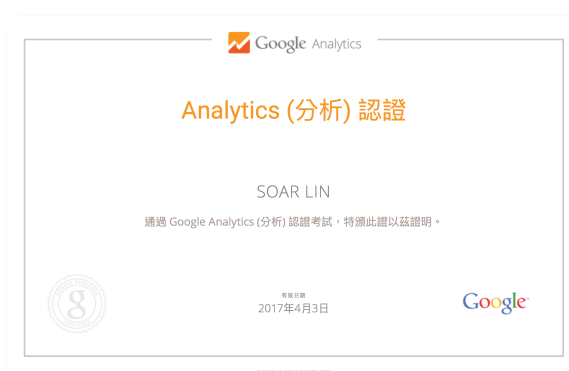 Google Analytics
Analytics (分析) 認證
SOAR LIN
通過 Google Analytics (分析) 認證考試，特頒此證以茲證明。
有效日期
2017年4月3日
Google
g